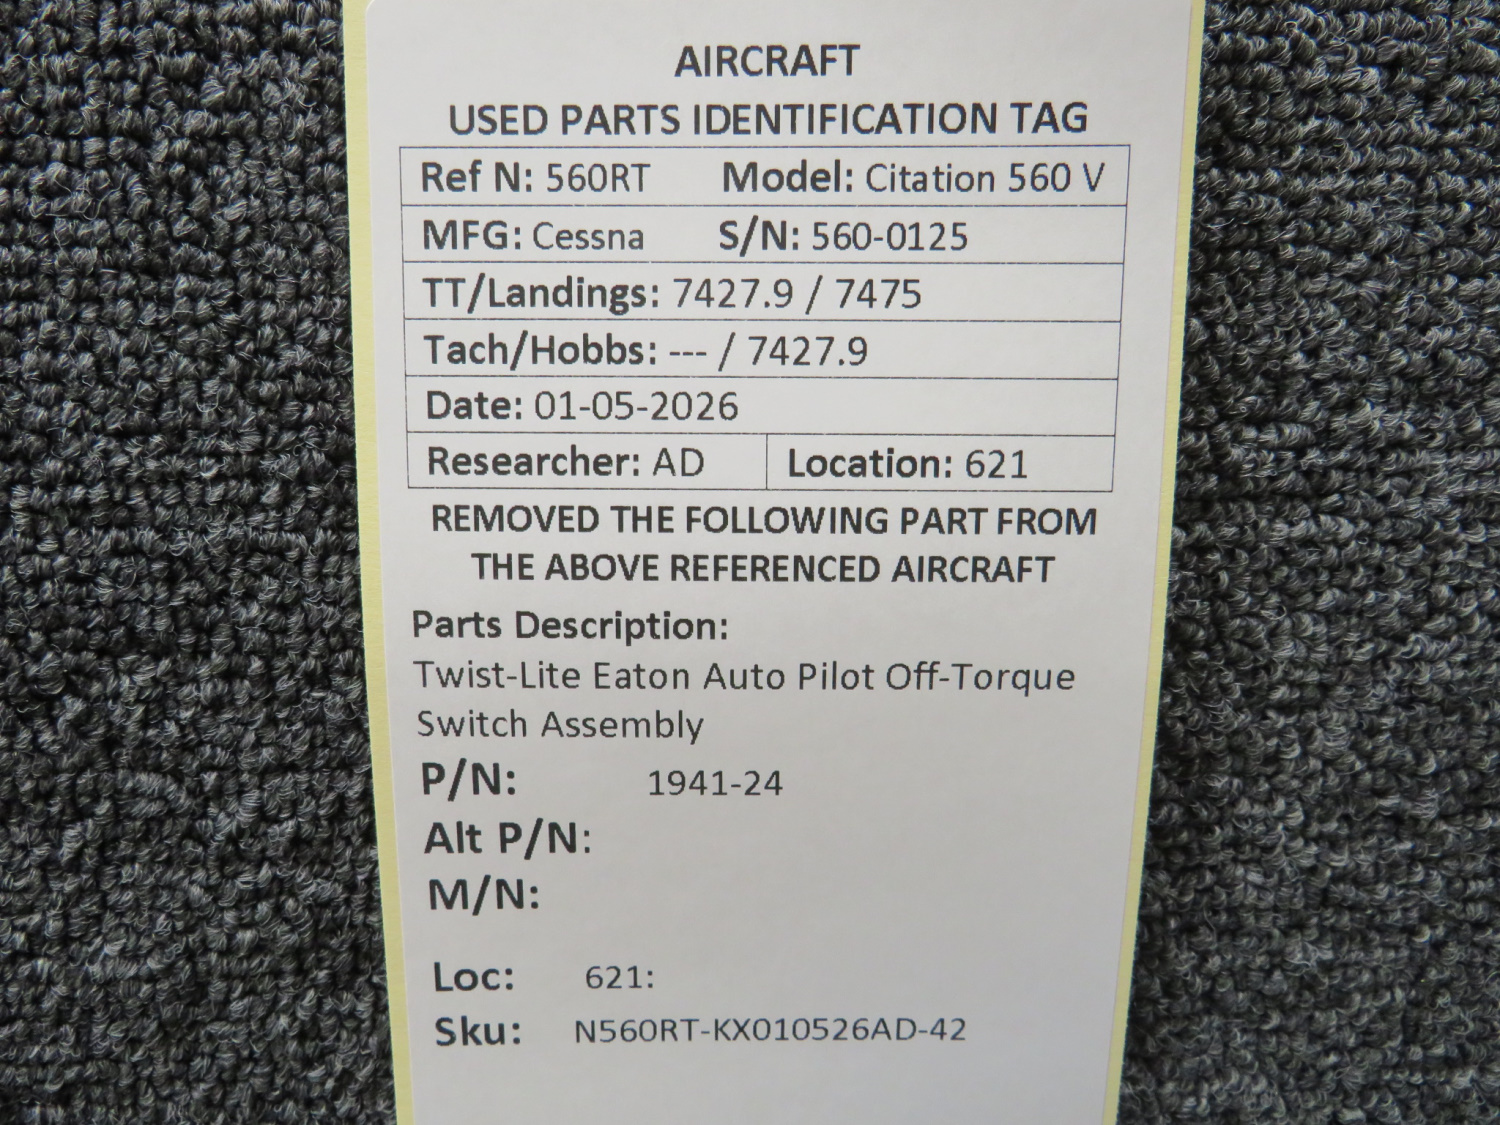 AIRCRAFT
USED PARTS IDENTIFICATION TAG
Ref N: 560RT Model: Citation 560 V
MFG: Cessna S/N: 560-0125
TT/Landings: 7427.9 / 7475
Tach/Hobbs: --- / 7427.9
Date: 01-05-2026
Researcher: AD Location: 621
REMOVED THE FOLLOWING PART FROM
THE ABOVE REFERENCED AIRCRAFT
Parts Description:
Twist-Lite Eaton Auto Pilot Off-Torque
Switch Assembly
P/N: 1941-24
Alt P/N:
M/N:
Loc: 621:
Sku: N560RT-KX010526AD-42